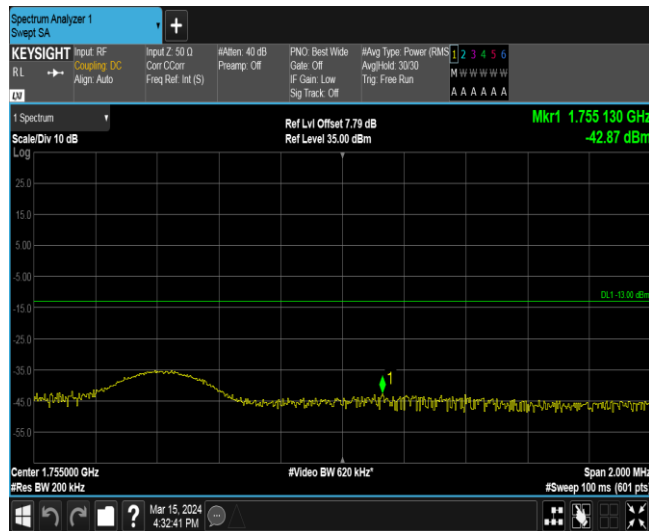 Spectrum Analyzer 1
Swept SA
+
KEYSIGHT
RL
LXI
Input: RF
Coupling: DC
Align: Auto
Input Z: 50 Ω
Corr CCorr
Freq Ref: Int (S)
#Atten: 40 dB
Preamp: Off
PNO: Best Wide
Gate: Off
IF Gain: Low
Sig Track: Off
#Avg Type: Power (RMS
Avg|Hold: 30/30
Trig: Free Run
1 2 3 4 5 6
M W W W W W
A A A A A A
1 Spectrum
Scale/Div 10 dB
Log
Ref Lvl Offset 7.79 dB
Ref Level 35.00 dBm
Mkr1 1.755 130 GHz
-42.87 dBm
25.0
15.0
5.00
-5.00
DL1 -13.00 dBm
-15.0
-25.0
-35.0
1
-45.0
-55.0
Center 1.755000 GHz
#Res BW 200 kHz
#Video BW 620 kHz*
Span 2.000 MHz
#Sweep 100 ms (601 pts)
?
Mar 15, 2024
4:32:41 PM